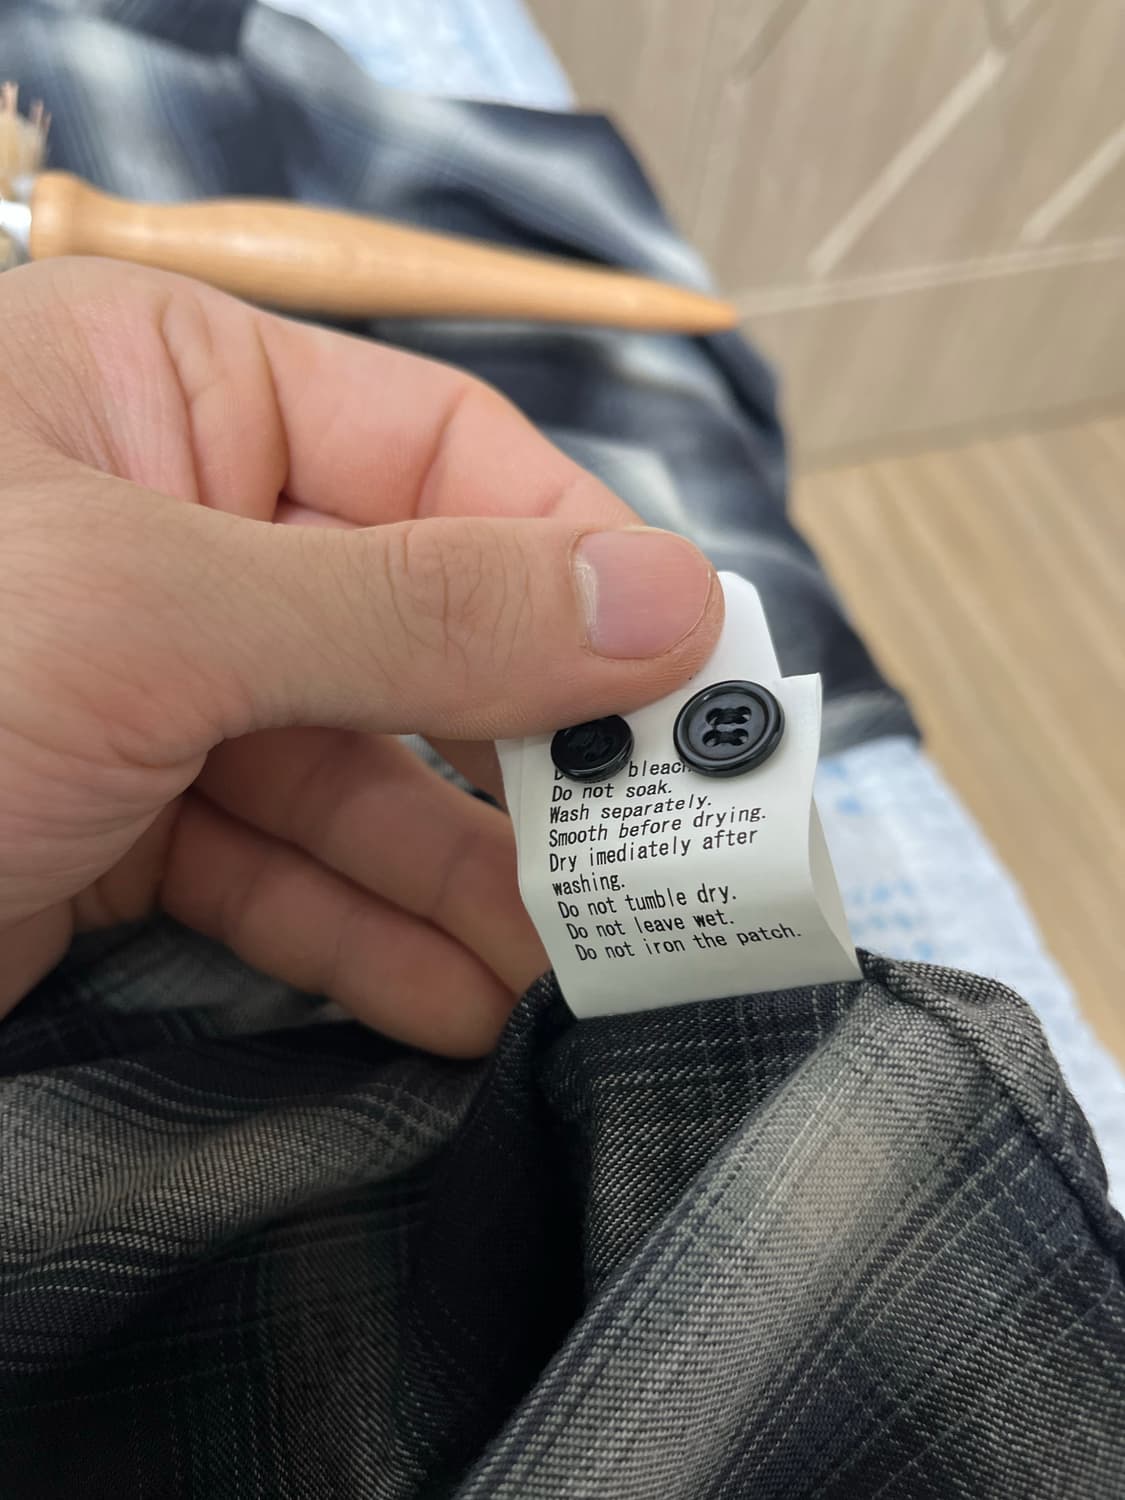 bleach
Do not soak.
Wash separately.
Smooth before drying.
Dry imediately after
washing.
Do not tumble dry.
Do not leave wet.
Do not iron the patch.